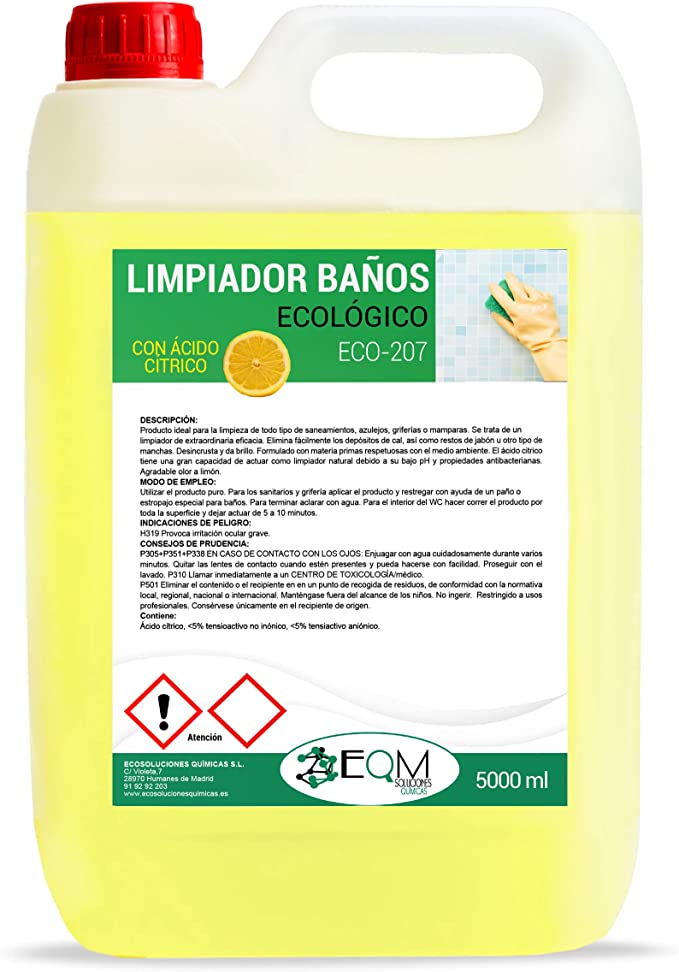 LIMPIADOR BAÑOS
ECOLÓGICO
CON ÁCIDO
CÍTRICO
ECO-207
DESCRIPCIÓN:
Producto ideal para la limpieza de todo tipo de saneamientos, azulejos, griferías o mamparas. Se trata de un
limpiador de extraordinaria eficacia. Elimina fácilmente los depósitos de cal, así como restos de jabón u otro tipo de
manchas. Desincrusta y da brillo. Formulado con materia primas respetuosas con el medio ambiente. El ácido cítrico
tiene una gran capacidad de actuar como limpiador natural debido a su bajo pH y propiedades antibacterianas.
Agradable olor a limón.
MODO DE EMPLEO:
Utilizar el producto puro. Para los sanitarios y grifería aplicar el producto y restregar con ayuda de un paño o
estropajo especial para baños. Para terminar aclarar con agua. Para el interior del WC hacer correr el producto por
toda la superficie y dejar actuar de 5 a 10 minutos.
INDICACIONES DE PELIGRO:
H319 Provoca irritación ocular grave.
CONSEJOS DE PRUDENCIA:
P305+P351+P338 EN CASO DE CONTACTO CON LOS OJOS: Enjuagar con agua cuidadosamente durante varios
minutos. Quitar las lentes de contacto cuando estén presentes y pueda hacerse con facilidad. Proseguir con el
lavado. P310 Llamar inmediatamente a un CENTRO DE TOXICOLOGÍA/médico.
P501 Eliminar el contenido o el recipiente en en un punto de recogida de residuos, de conformidad con la normativa
local, regional, nacional o internacional. Manténgase fuera del alcance de los niños. No ingerir. Restringido a usos
profesionales. Consérvese únicamente en el recipiente de origen.
Contiene:
Ácido cítrico, <5% tensioactivo no inónico, <5% tensiactivo aniónico.
Atención
ECOSOLUCIONES QUÍMICAS S.L.
C/ Violeta,7
28970 Humanes de Madrid
91 92 92 203
www.ecosolucionesquimicas.es
EQM
SOLUCIONES
QUÍMICAS
5000 ml